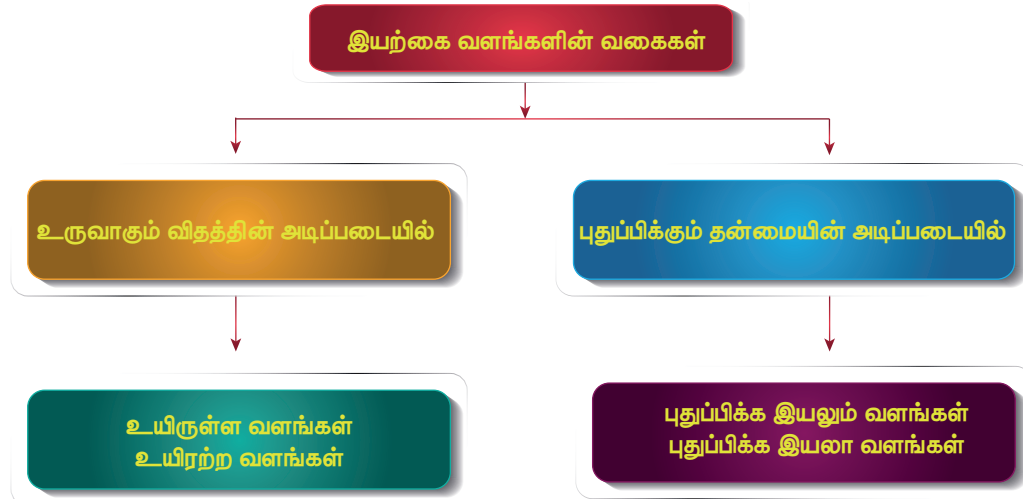 இயற்கை வளங்களின் வகைகள்
உருவாகும் விதத்தின் அடிப்படையில்
புதுப்பிக்கும் தன்மையின் அடிப்படையில்
உயிருள்ள வளங்கள்
உயிரற்ற வளங்கள்
புதுப்பிக்க இயலும் வளங்கள்
புதுப்பிக்க இயலா வளங்கள்